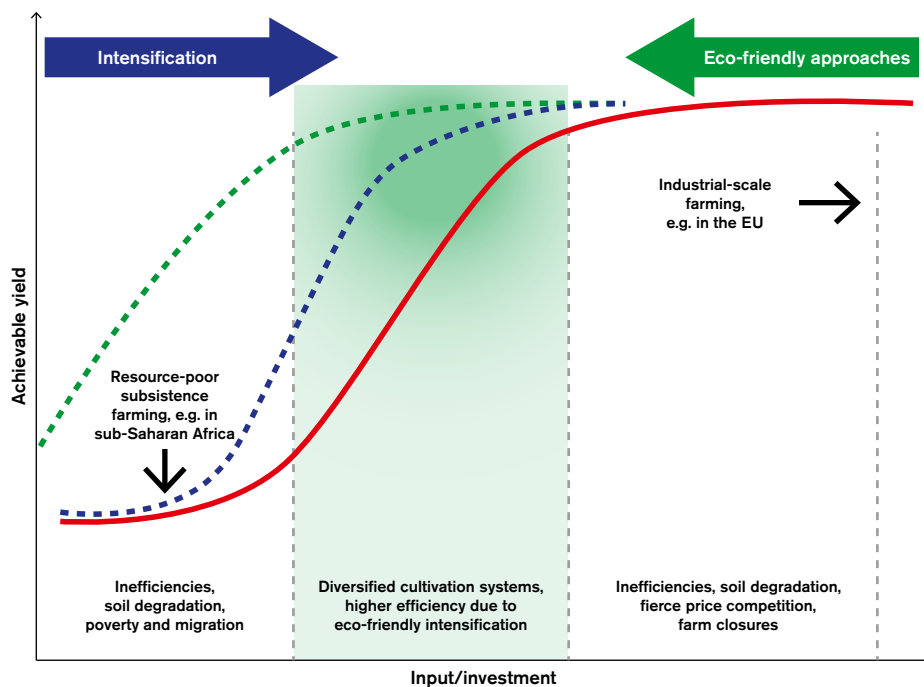 Intensification
Eco-friendly approaches
Achievable yield
Industrial-scale
farming,
e.g. in the EU
Resource-poor
subsistence
farming, e.g. in
sub-Saharan Africa
Inefficiencies,
soil degradation,
poverty and migration
Diversified cultivation systems,
higher efficiency due to
eco-friendly intensification
Inefficiencies, soil degradation,
fierce price competition,
farm closures
Input/investment